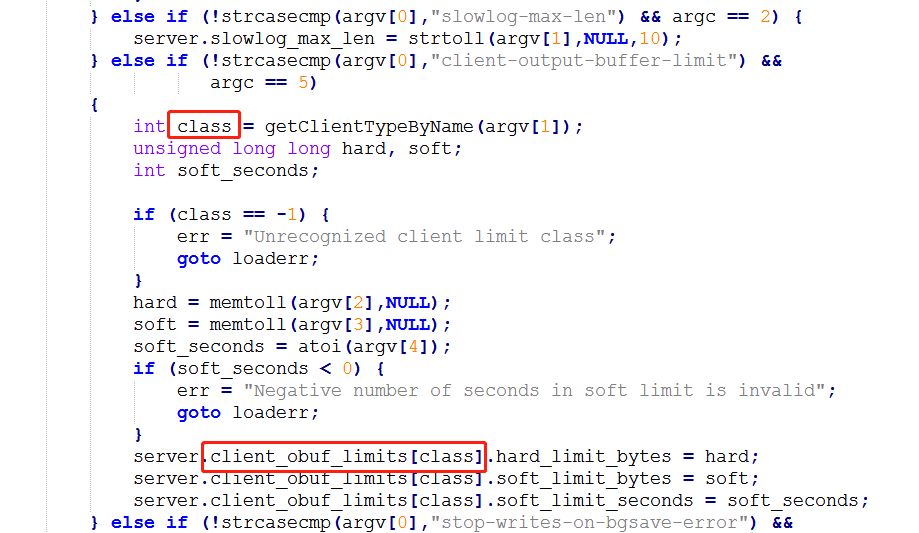 } else if (!strcasecmp(argv[0],"slowlog-max-len") && argc == 2) {
server.slowlog_max_len = strtoll(argv[1],NULL,10);
} else if (!strcasecmp(argv[0],"client-output-buffer-limit") &&
argc == 5)
{
int class = getClientTypeByName(argv[1]);
unsigned long long hard, soft;
int soft_seconds;
if (class == -1) {
err = "Unrecognized client limit class";
goto loaderr;
}
hard = memtoll(argv[2],NULL);
soft = memtoll(argv[3],NULL);
soft_seconds = atoi(argv[4]);
if (soft_seconds < 0) {
err = "Negative number of seconds in soft limit is invalid";
goto loaderr;
}
server.client_obuf_limits[class].hard_limit_bytes = hard;
server.client_obuf_limits[class].soft_limit_bytes = soft;
server.client_obuf_limits[class].soft_limit_seconds = soft_seconds;
} else if (!strcasecmp(argv[0],"stop-writes-on-bgsave-error") &&